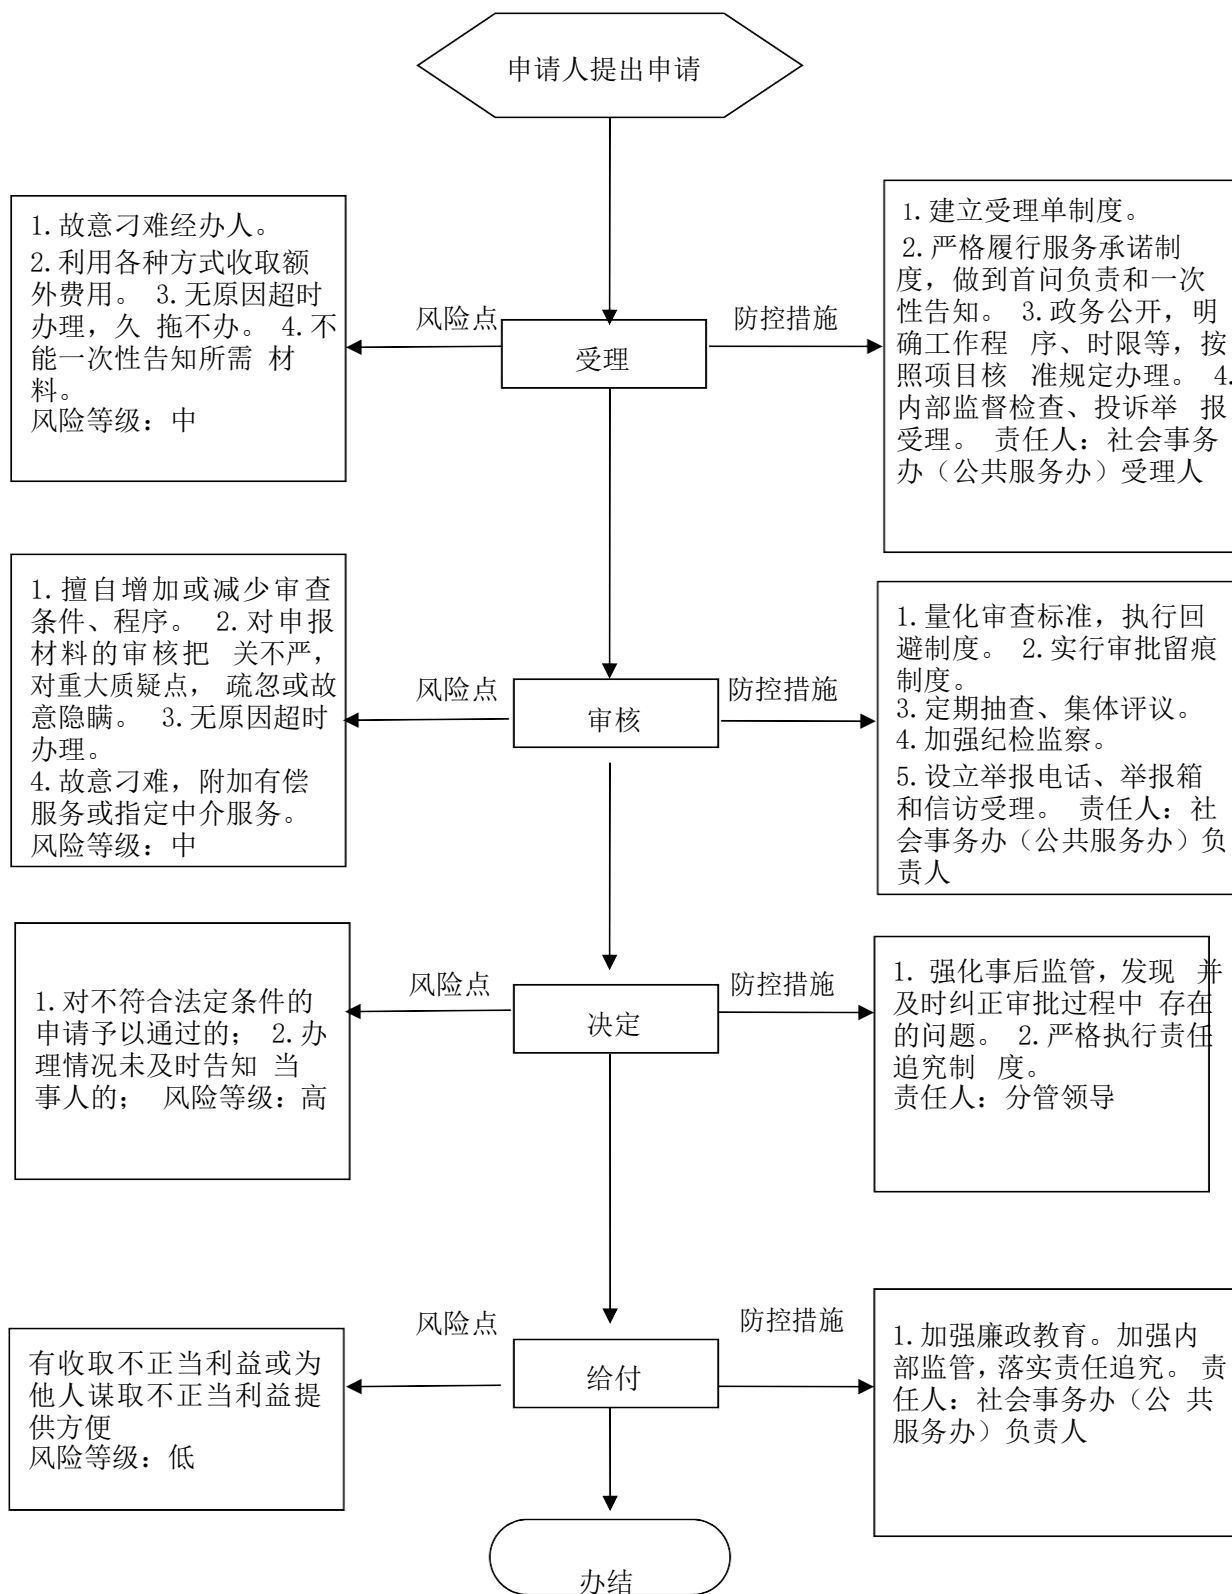 申请人提出申请
1.故意刁难经办人。
2.利用各种方式收取额
外费用。 3.无原因超时
办理，久 拖不办。 4.不
能一次性告知所需 材
料。
风险等级：中
风险点
受理
防控措施
1.建立受理单制度。
2.严格履行服务承诺制
度，做到首问负责和一次
性告知。 3.政务公开，明
确工作程 序、时限等，按
照项目核 准规定办理。 4.
内部监督检查、投诉举 报
受理。 责任人：社会事务
办（公共服务办）受理人
1.擅自增加或减少审查
条件、程序。 2.对申报
材料的审核把 关不严，
对重大质疑点， 疏忽或故
意隐瞒。 3.无原因超时
办理。
4.故意刁难，附加有偿
服务或指定中介服务。
风险等级：中
风险点
审核
防控措施
1.量化审查标准，执行回
避制度。 2.实行审批留痕
制度。
3.定期抽查、集体评议。
4.加强纪检监察。
5.设立举报电话、举报箱
和信访受理。 责任人：社
会事务办（公共服务办）负
责人
1.对不符合法定条件的
申请予以通过的； 2.办
理情况未及时告知 当
事人的； 风险等级：高
风险点
决定
防控措施
1. 强化事后监管，发现 并
及时纠正审批过程中 存在
的问题。 2.严格执行责任
追究制 度。
责任人：分管领导
有收取不正当利益或为
他人谋取不正当利益提
供方便
风险等级：低
风险点
给付
防控措施
1.加强廉政教育。加强内
部监管，落实责任追究。 责
任人：社会事务办（公 共
服务办）负责人
办结